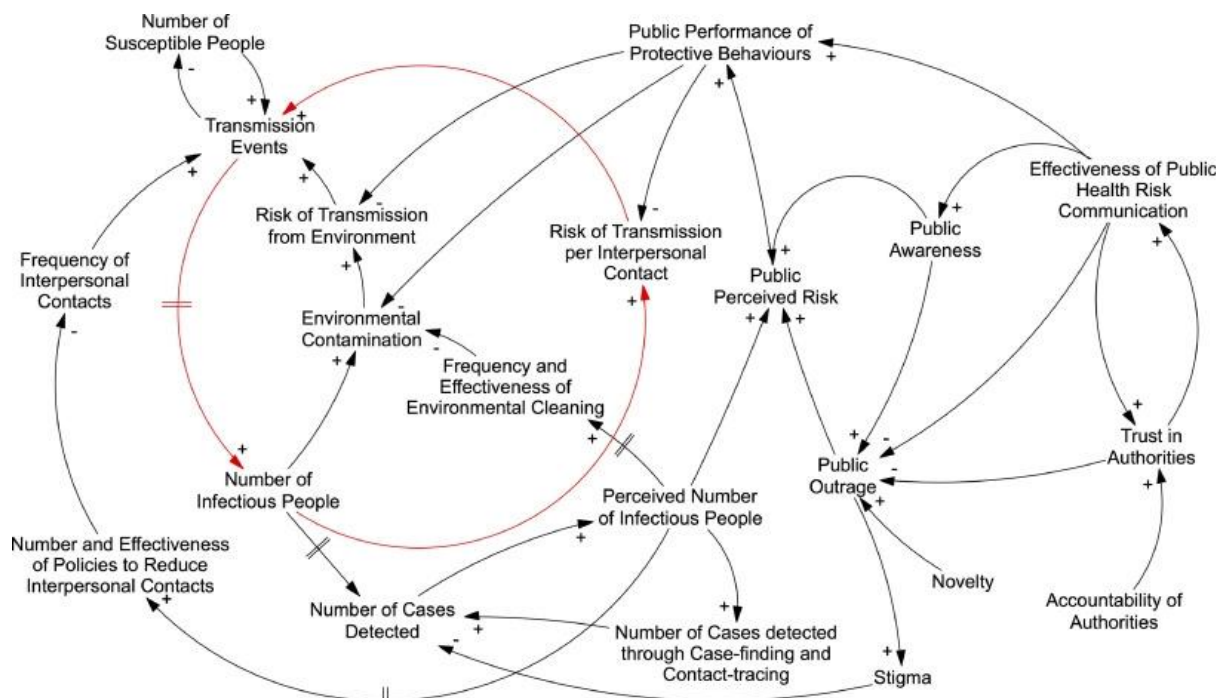 Number of
Susceptible People
Public Performance of
Protective Behaviours
Transmission
Events
Effectiveness of Public
Health Risk
Communication
Risk of Transmission
from Environment
Risk of Transmission
per Interpersonal
Contact
Public
Awareness
Frequency of
Interpersonal
Contacts
Public
Perceived Risk
Environmental
Contamination
Frequency and
Effectiveness of
Environmental Cleaning
Trust in
Authorities
Number of
Infectious People
Perceived Number
of Infectious People
Public
Outrage
Number and Effectiveness
of Policies to Reduce
Interpersonal Contacts
Novelty
Accountability of
Authorities
Number of Cases
Detected
Number of Cases detected
through Case-finding and
Contact-tracing
Stigma